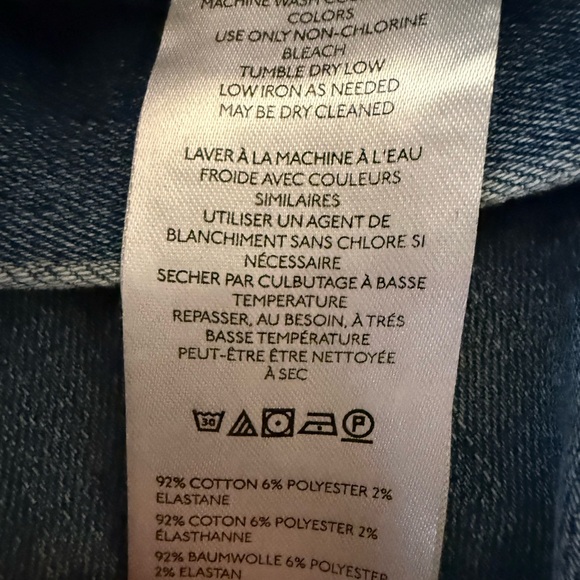 MACHINE WASH
COLORS
USE ONLY NON-CHLORINE
BLEACH
TUMBLE DRY LOW
LOW IRON AS NEEDED
MAY BE DRY CLEANED
LAVER À LA MACHINE À L'EAU
FROIDE AVEC COULEURS
SIMILAIRES
UTILISER UN AGENT DE
BLANCHIMENT SANS CHLORE SI
NÉCESSAIRE
SECHER PAR CULBUTAGE À BASSE
TEMPERATURE
REPASSER, AU BESOIN, À TRÉS
BASSE TEMPÉRATURE
PEUT-ÊTRE ÊTRE NETTOYÉE
À SEC
30 P
92% COTTON 6% POLYESTER 2%
ELASTANE
92% COTON 6% POLYESTER 2%
ÉLASTHANNE
92% BAUMWOLLE 6% POLYESTER
2% ELASTAN